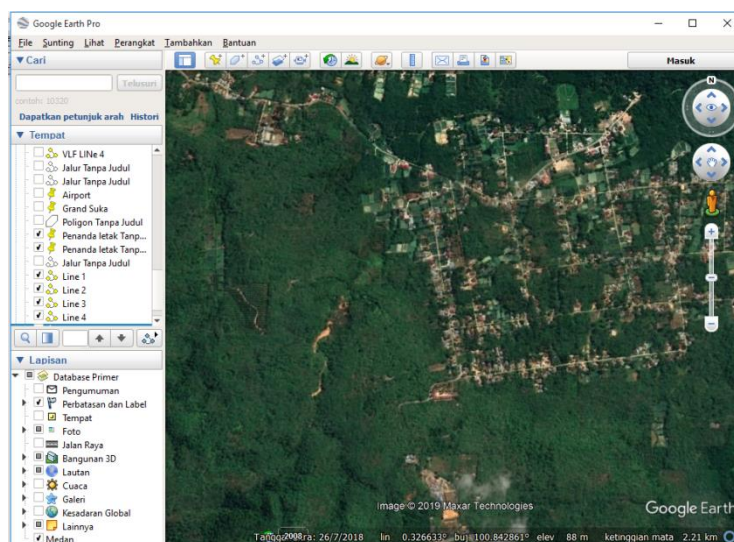 Google Earth Pro
File Sunting Lihat Perangkat Tambahkan Bantuan
Cari
Telusuri
contoh: 10320
Dapatkan petunjuk arah Histori
Masuk
N
Tempat
VLF LINe 4
Jalur Tanpa Judul
Jalur Tanpa Judul
Airport
Grand Suka
Poligon Tanpa Judul
Penanda letak Tanp...
Penanda letak Tanp...
Jalur Tanpa Judul
Line 1
Line 2
Line 3
Line 4
Lapisan
Database Primer
Pengumuman
Perbatasan dan Label
Tempat
Foto
Jalan Raya
Bangunan 3D
Lautan
Cuaca
Galeri
Kesadaran Global
Lainnya
Medan
Image © 2019 Maxar Technologies
Google Earth
2008 26/7/2018 lin 0.326633° buj 100.842861° elev 88 m ketinggian mata 2.21 km